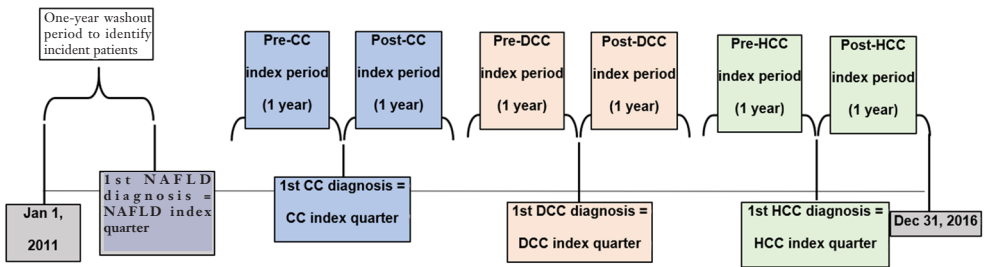 One-year washout
period to identify
incident patients
Pre-CC
index period
(1 year)
Post-CC
index period
(1 year)
Pre-DCC
index period
(1 year)
Post-DCC
index period
(1 year)
Pre-HCC
index period
(1 year)
Post-HCC
index period
(1 year)
Jan 1,
2011
1st NAFLD
diagnosis =
NAFLD index
quarter
1st CC diagnosis =
CC index quarter
1st DCC diagnosis =
DCC index quarter
1st HCC diagnosis =
HCC index quarter
Dec 31, 2016